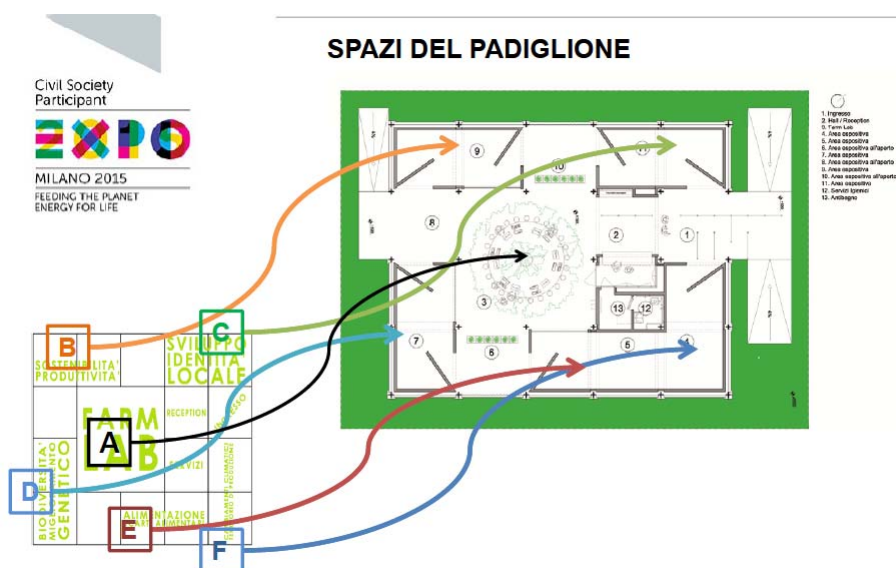 SPAZI DEL PADIGLIONE
Civil Society
Participant
EXPO
MILANO 2015
FEEDING THE PLANET
ENERGY FOR LIFE
1. Ingresso
2. Hall / Reception
3. Farm Lab
4. Area espositiva
5. Area espositiva
6. Area espositiva all'aperto
7. Area espositiva
8. Area espositiva all'aperto
9. Area espositiva
10. Area espositiva all'aperto
11. Area espositiva
12. Servizi igienici
13. Antibagno
9
10
11
8
2
1
3
13
12
7
6
5
4
B
SOSTENIBILITA'
PRODUTTIVITA'
C
SVILUPPO
IDENTITA'
LOCALE
FARM
LAB
A
RECEPTION
INGRESSO
SERVIZI
D
BIODIVERSITA'
MIGLIORAMENTO
GENETICO
E
ALIMENTAZIONE
F